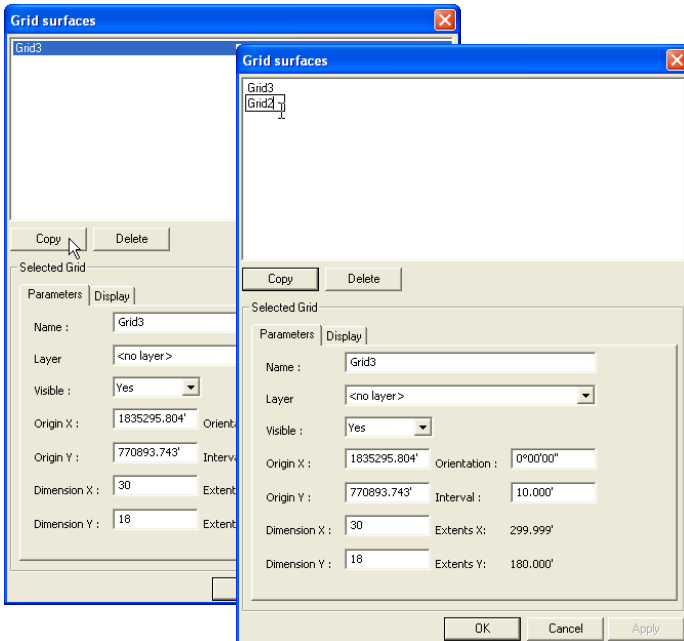 Grid surfaces
Grid3
Copy Delete
Selected Grid
Parameters Display
Name : Grid3
Layer <no layer>
Visible : Yes
Origin X : 1835295.804' Orienta
Origin Y : 770893.743' Interva
Dimension X : 30 Extent
Dimension Y : 18 Extent
Grid surfaces
Grid3
Grid2
Copy Delete
Selected Grid
Parameters Display
Name : Grid3
Layer <no layer>
Visible : Yes
Origin X : 1835295.804' Orientation : 0°00'00"
Origin Y : 770893.743' Interval : 10.000'
Dimension X : 30 Extents X: 299.999'
Dimension Y : 18 Extents Y: 180.000'
OK Cancel Apply